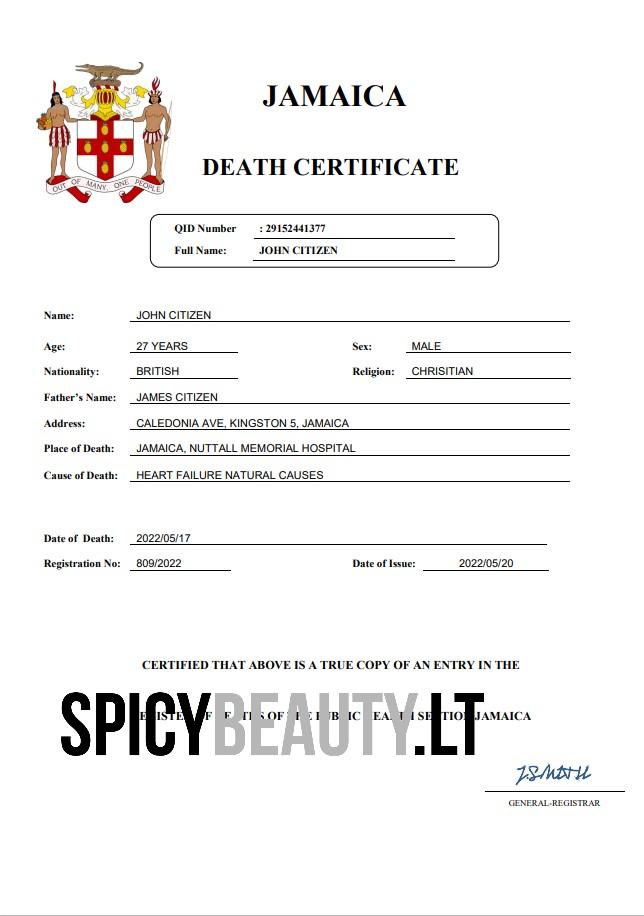 OUT OF MANY, ONE PEOPLE
JAMAICA
DEATH CERTIFICATE
QID Number : 29152441377
Full Name: JOHN CITIZEN
Name: JOHN CITIZEN
Age: 27 YEARS Sex: MALE
Nationality: BRITISH Religion: CHRISITIAN
Father's Name: JAMES CITIZEN
Address: CALEDONIA AVE, KINGSTON 5, JAMAICA
Place of Death: JAMAICA, NUTTALL MEMORIAL HOSPITAL
Cause of Death: HEART FAILURE NATURAL CAUSES
Date of Death: 2022/05/17
Registration No: 809/2022 Date of Issue: 2022/05/20
CERTIFIED THAT ABOVE IS A TRUE COPY OF AN ENTRY IN THE
SPICYBEAUTY.LT
OF THE PUBLIC HEALTH SECTION JAMAICA
GENERAL-REGISTRAR